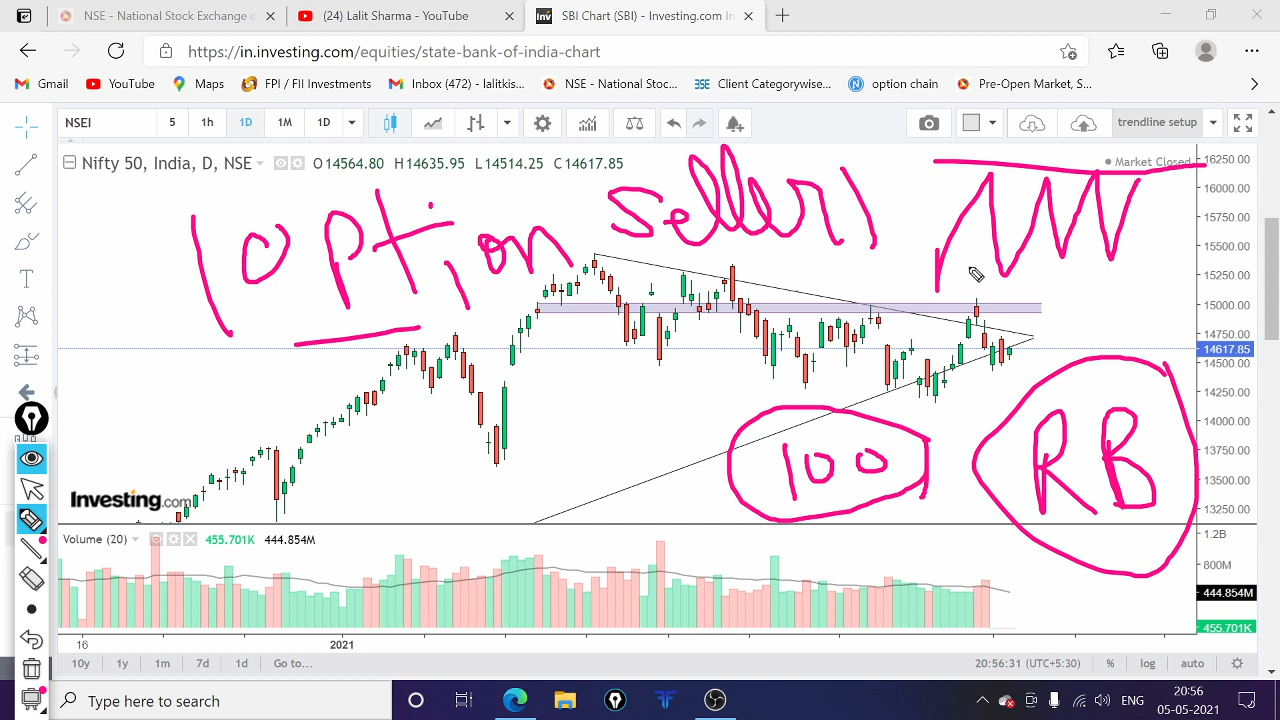 NSE - National Stock Exchange o
(24) Lalit Sharma - YouTube
SBI Chart (SBI) - Investing.com In
https://in.investing.com/equities/state-bank-of-india-chart
Gmail
YouTube
Maps
FPI / FII Investments
Inbox (472) - lalitkis...
NSE - National Stoc...
BSE
Client Categorywise...
option chain
Pre-Open Market, S...
NSEI
5
1h
1D
1M
1D
trendline setup
Nifty 50, India, D, NSE
O14564.80 H14635.95 L14514.25 C14617.85
Market Closed
option sellers
100
RB
16250.00
16000.00
15750.00
15500.00
15250.00
15000.00
14750.00
14617.85
14500.00
14250.00
14000.00
13750.00
13500.00
13250.00
Investing.com
Volume (20)
455.701K
444.854M
1.2B
800M
444.854M
455.701K
16
2021
10y
1y
1m
7d
1d
Go to...
20:56:31 (UTC+5:30)
%
log
auto
Type here to search
ENG
20:56
05-05-2021